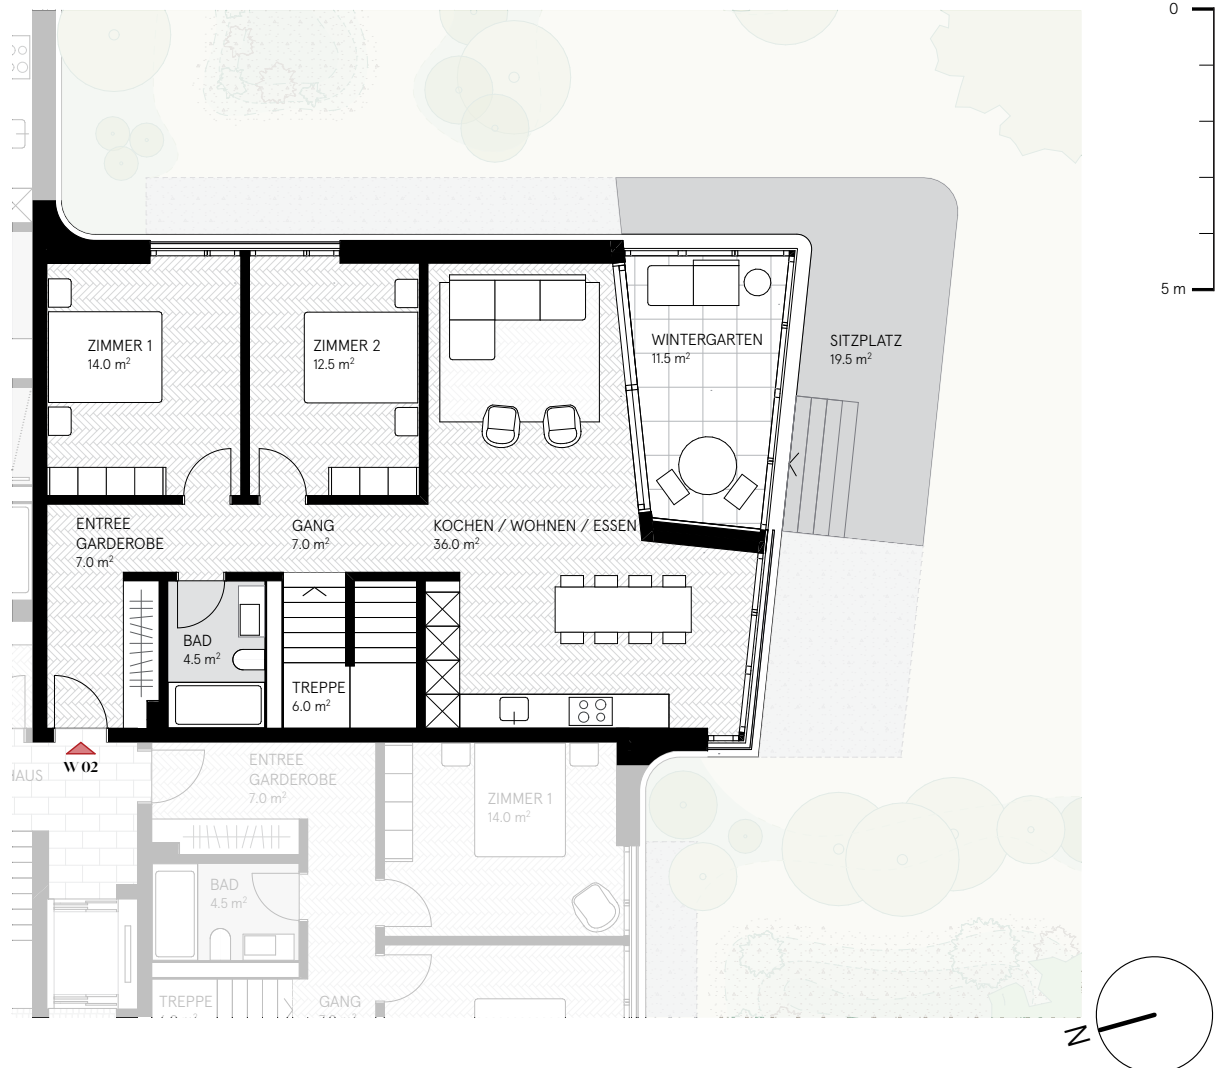 0
5 m
ZIMMER 1
14.0 m²
ZIMMER 2
12.5 m²
WINTERGARTEN
11.5 m²
SITZPLATZ
19.5 m²
ENTREE
GARDEROBE
7.0 m²
GANG
7.0 m²
KOCHEN / WOHNEN / ESSEN
36.0 m²
BAD
4.5 m²
TREPPE
6.0 m²
W 02
HAUS
ENTREE
GARDEROBE
7.0 m²
ZIMMER 1
14.0 m²
BAD
4.5 m²
TREPPE
GANG
N